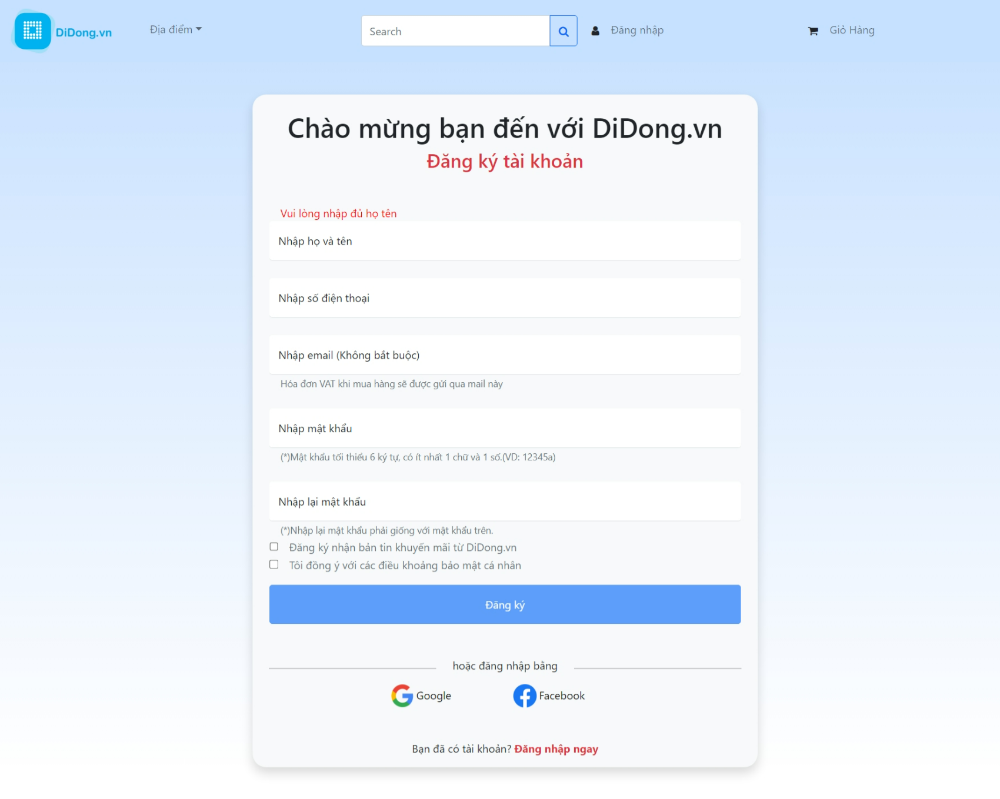 DiDong.vn
Địa điểm
Search
Đăng nhập
Giỏ Hàng
Chào mừng bạn đến với DiDong.vn
Đăng ký tài khoản
Vui lòng nhập đủ họ tên
Nhập họ và tên
Nhập số điện thoại
Nhập email (Không bắt buộc)
Hóa đơn VAT khi mua hàng sẽ được gửi qua mail này
Nhập mật khẩu
(*)Mật khẩu tối thiểu 6 ký tự, có ít nhất 1 chữ và 1 số.(VD: 12345a)
Nhập lại mật khẩu
(*)Nhập lại mật khẩu phải giống với mật khẩu trên.
Đăng ký nhận bản tin khuyến mãi từ DiDong.vn
Tôi đồng ý với các điều khoảng bảo mật cá nhân
Đăng ký
hoặc đăng nhập bằng
Google
Facebook
Bạn đã có tài khoản? Đăng nhập ngay